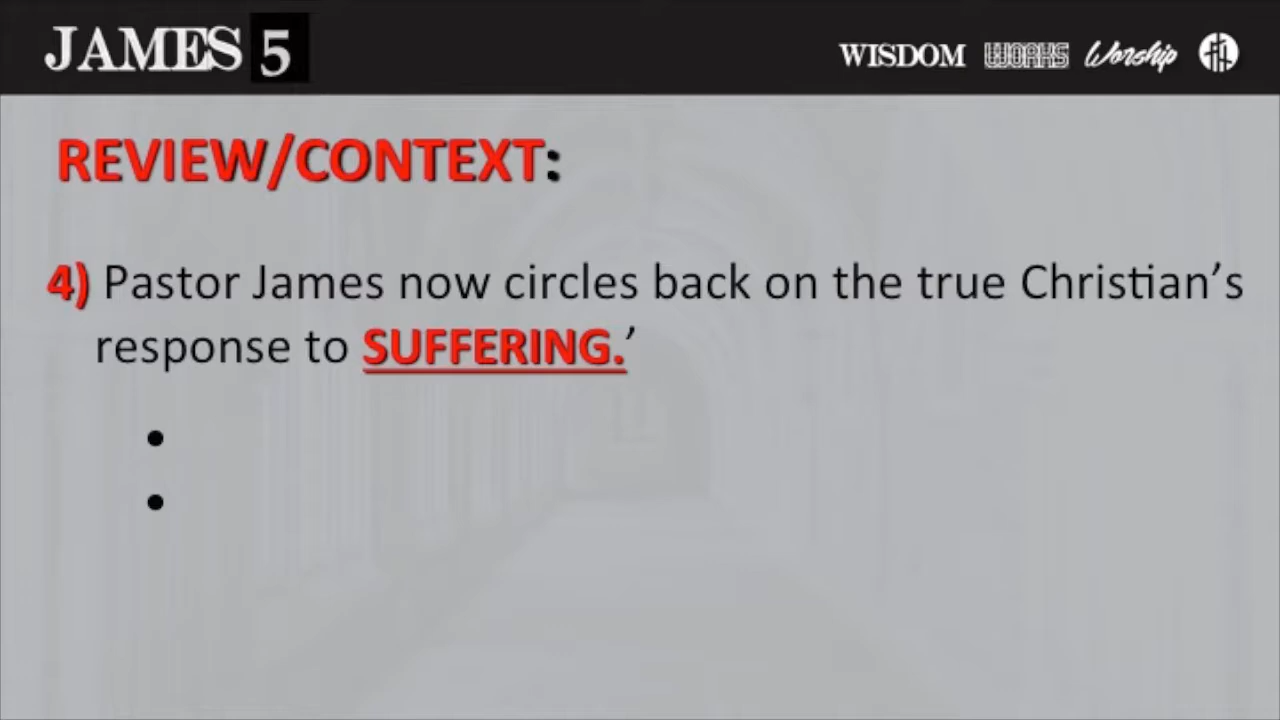 JAMES 5 WISDOM WORKS Worship
REVIEW/CONTEXT:
4) Pastor James now circles back on the true Christian’s
response to SUFFERING.’
•
•